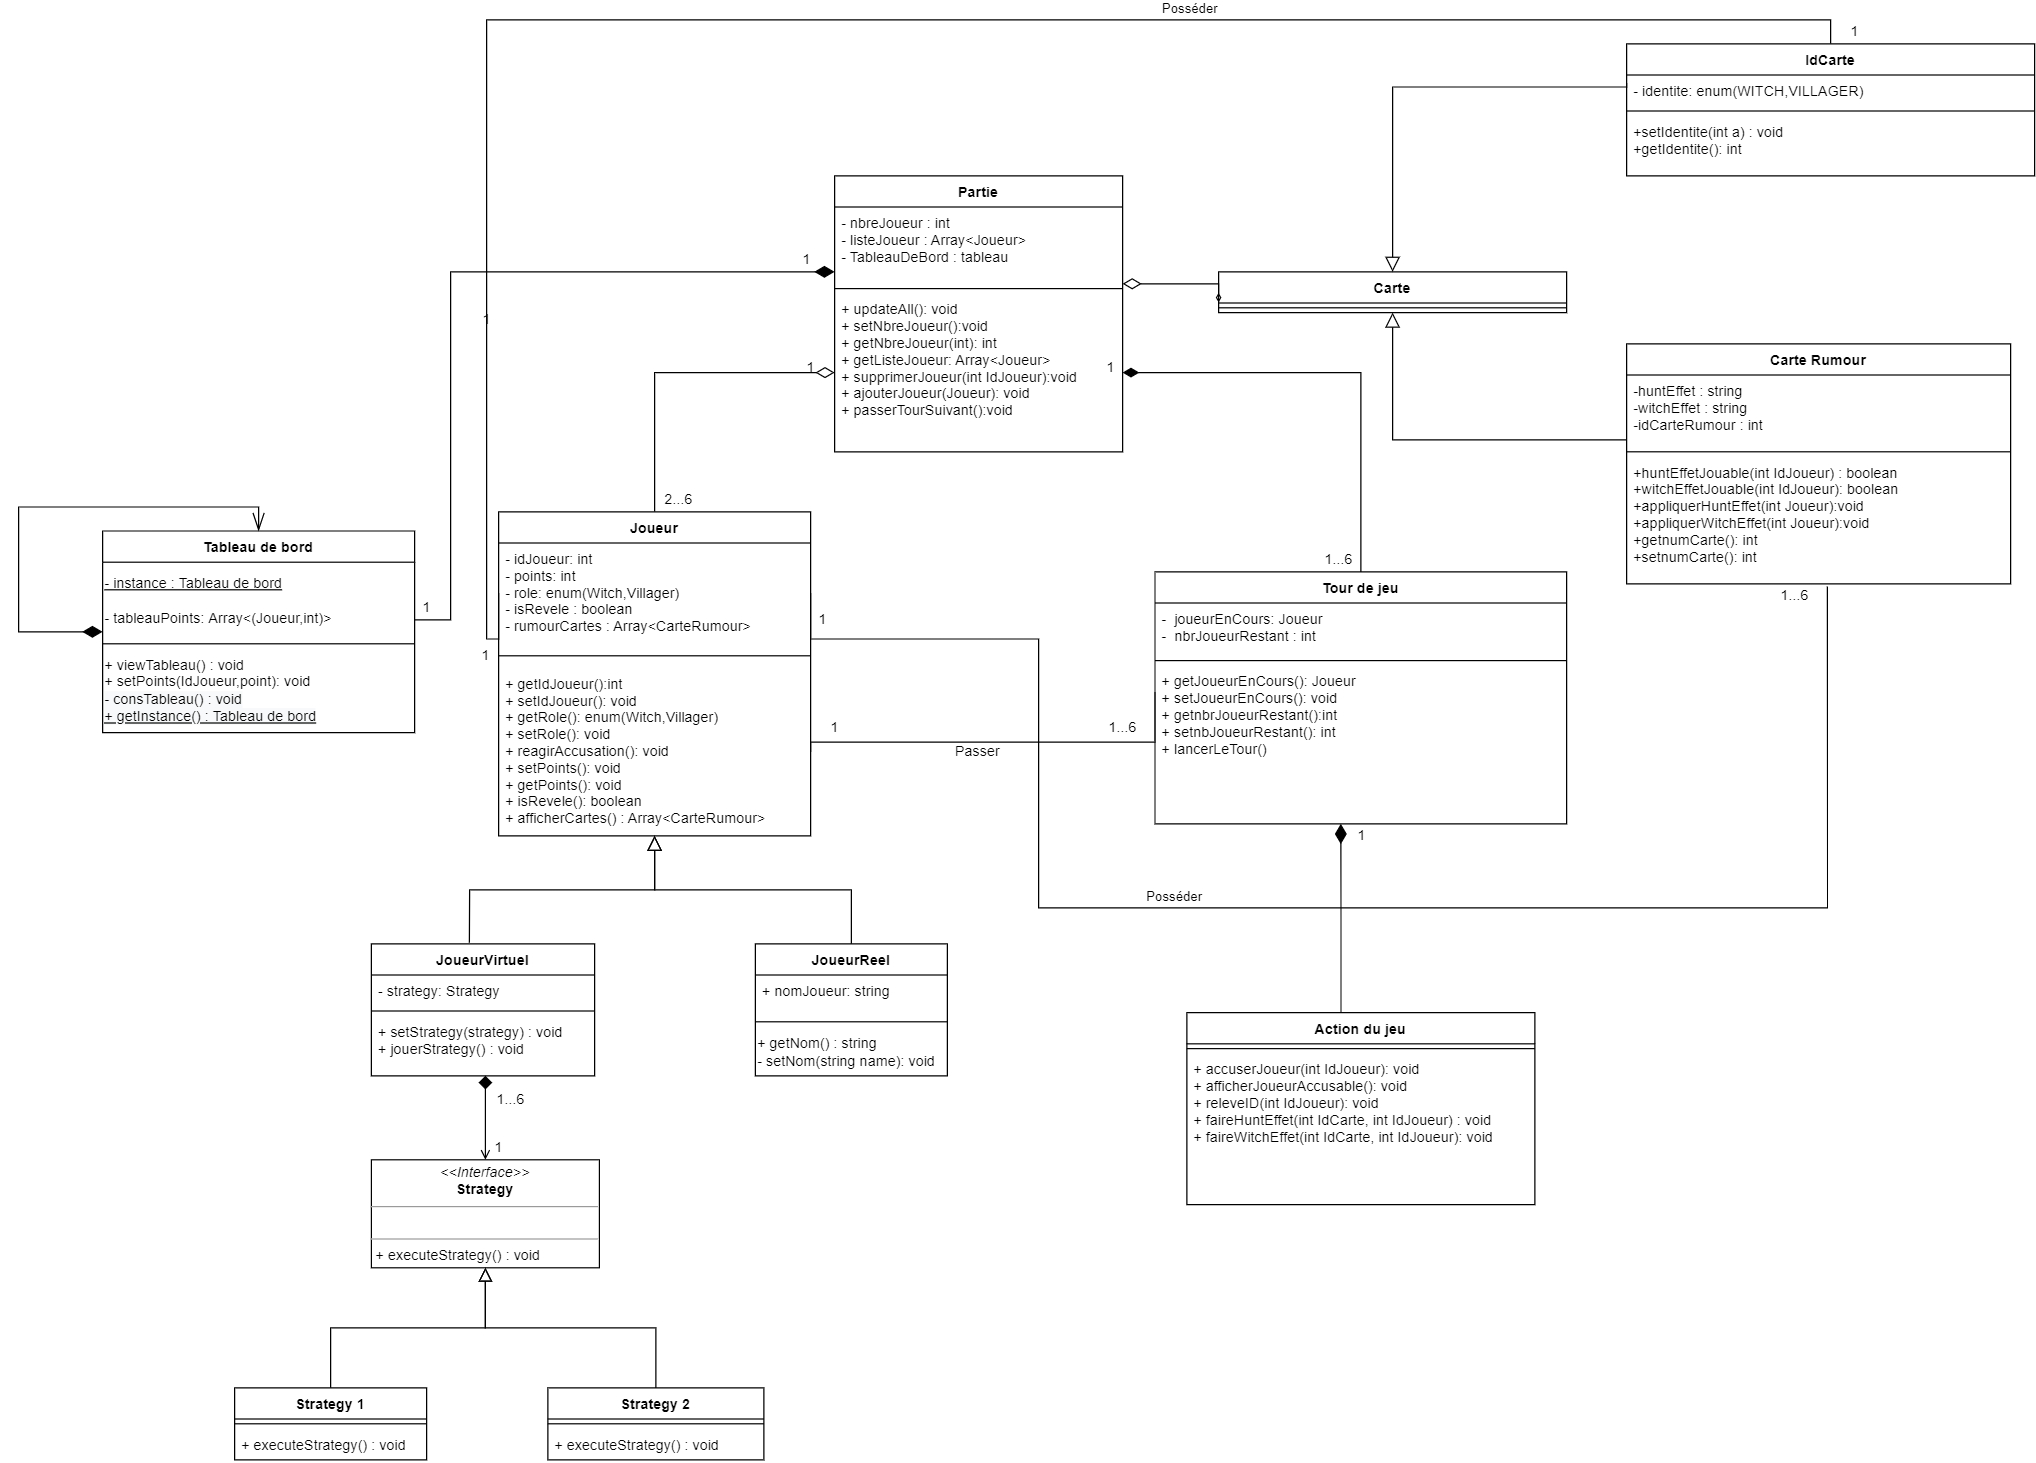 Posséder
1
IdCarte
- identite: enum(WITCH,VILLAGER)
+setIdentite(int a) : void
+getIdentite(): int
Partie
- nbreJoueur : int
- listeJoueur : Array<Joueur>
- TableauDeBord : tableau
+ updateAll(): void
+ setNbreJoueur():void
+ getNbreJoueur(int): int
+ getListeJoueur: Array<Joueur>
+ supprimerJoueur(int IdJoueur):void
+ ajouterJoueur(Joueur): void
+ passerTourSuivant():void
1
1
1
1
Carte
Carte Rumour
-huntEffet : string
-witchEffet : string
-idCarteRumour : int
+huntEffetJouable(int IdJoueur) : boolean
+witchEffetJouable(int IdJoueur): boolean
+appliquerHuntEffet(int Joueur):void
+appliquerWitchEffet(int Joueur):void
+getnumCarte(): int
+setnumCarte(): int
1...6
2...6
Joueur
- idJoueur: int
- points: int
- role: enum(Witch,Villager)
- isRevele : boolean
- rumourCartes : Array<CarteRumour>
+ getIdJoueur():int
+ setIdJoueur(): void
+ getRole(): enum(Witch,Villager)
+ setRole(): void
+ reagirAccusation(): void
+ setPoints(): void
+ getPoints(): void
+ isRevele(): boolean
+ afficherCartes() : Array<CarteRumour>
1
1
1
Passer
1...6
Tableau de bord
- instance : Tableau de bord
- tableauPoints: Array<(Joueur,int)>
+ viewTableau() : void
+ setPoints(IdJoueur,point): void
- consTableau() : void
+ getInstance() : Tableau de bord
1
1...6
Tour de jeu
- joueurEnCours: Joueur
- nbrJoueurRestant : int
+ getJoueurEnCours(): Joueur
+ setJoueurEnCours(): void
+ getnbrJoueurRestant():int
+ setnbJoueurRestant(): int
+ lancerLeTour()
1
Posséder
JoueurVirtuel
- strategy: Strategy
+ setStrategy(strategy) : void
+ jouerStrategy() : void
JoueurReel
+ nomJoueur: string
+ getNom() : string
- setNom(string name): void
1...6
1
<<Interface>>
Strategy
+ executeStrategy() : void
Action du jeu
+ accuserJoueur(int IdJoueur): void
+ afficherJoueurAccusable(): void
+ releveID(int IdJoueur): void
+ faireHuntEffet(int IdCarte, int IdJoueur) : void
+ faireWitchEffet(int IdCarte, int IdJoueur): void
Strategy 1
+ executeStrategy() : void
Strategy 2
+ executeStrategy() : void